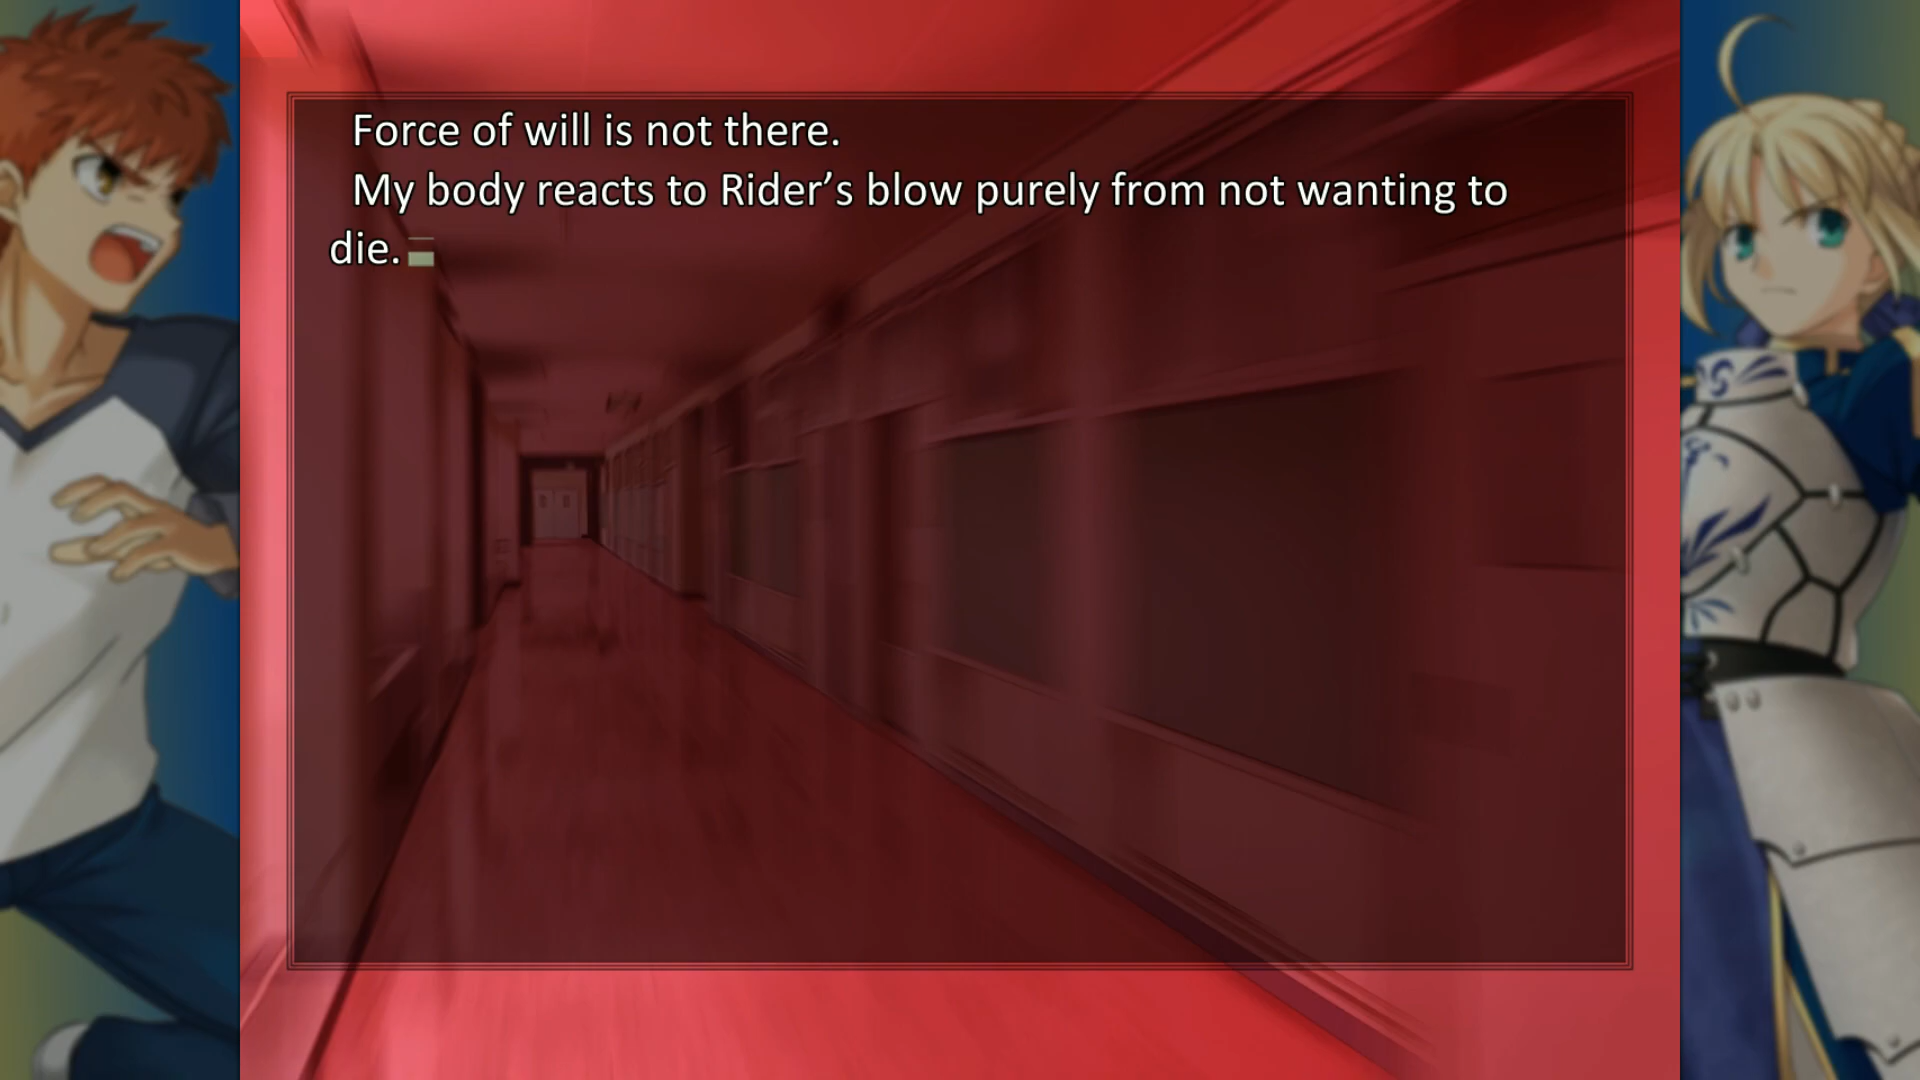 Force of will is not there.
My body reacts to Rider’s blow purely from not wanting to
die.